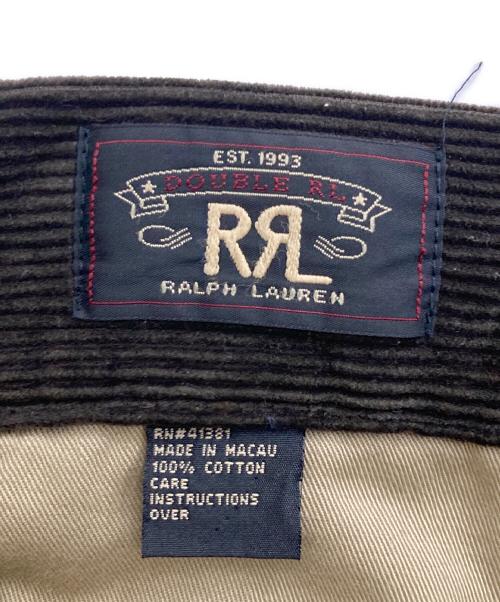 EST. 1993
DOUBLE RL
RRL
RALPH LAUREN
RN#41381
MADE IN MACAU
100% COTTON
CARE
INSTRUCTIONS
OVER